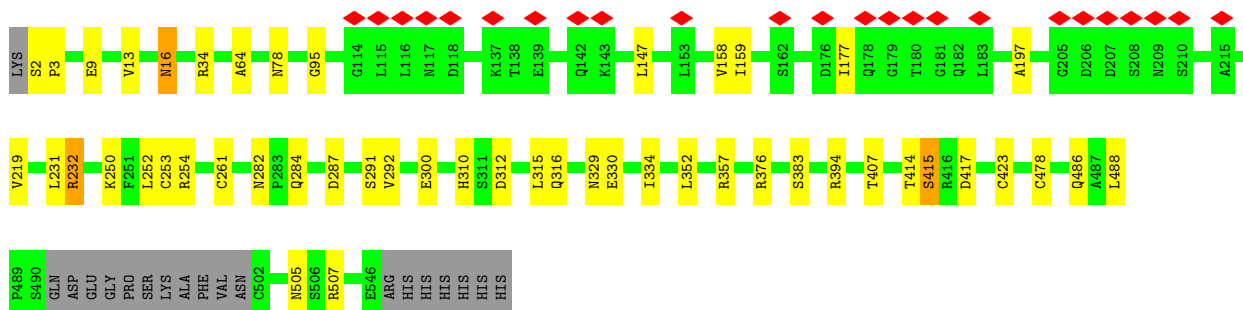 LYS S2 P3 E9 V13 N16 R34 A64 N78 G95 G114 L115 L116 N117 D118 K137 T138 E139 Q142 K143 L147 L153 V158 I159 S162 D176 I177 Q178 G179 T180 G181 Q182 L183 A197 G205 D206 D207 S208 N209 S210 A215
V219 L231 R232 K250 F251 L252 C253 R254 C261 N282 P283 Q284 D287 S291 V292 E300 H310 S311 D312 L315 Q316 N329 E330 I334 L352 R357 R376 S383 R394 T407 T414 S415 R416 D417 C423 C478 Q486 A487 L488
P489 S490 GLN ASP GLU GLY PRO SER LYS ALA PHE VAL ASN C502 N505 S506 R507 E546 ARG HIS HIS HIS HIS HIS HIS